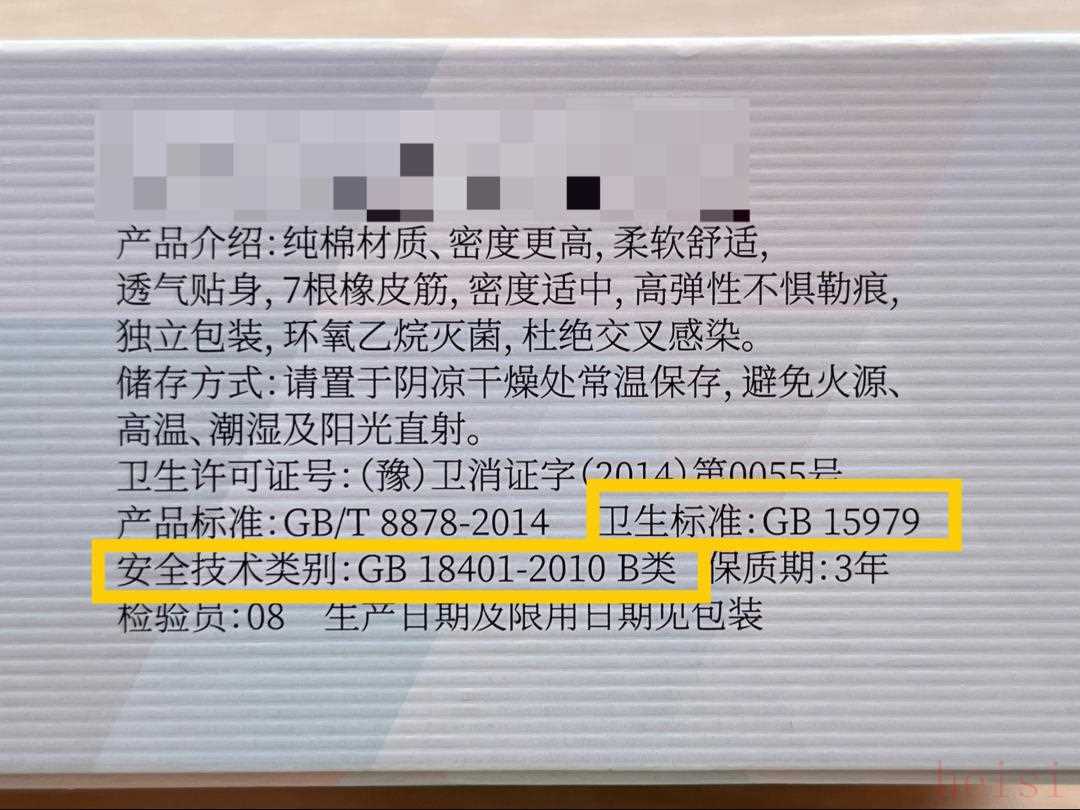 产品介绍:纯棉材质、密度更高,柔软舒适,
透气贴身,7根橡皮筋,密度适中,高弹性不惧勒痕,
独立包装,环氧乙烷灭菌,杜绝交叉感染。
储存方式:请置于阴凉干燥处常温保存,避免火源、
高温、潮湿及阳光直射。
卫生许可证号:(豫)卫消证字(2014)第0055号
产品标准:GB/T 8878-2014 卫生标准:GB 15979
安全技术类别:GB 18401-2010 B类 保质期:3年
检验员:08 生产日期及限用日期见包装
heisi